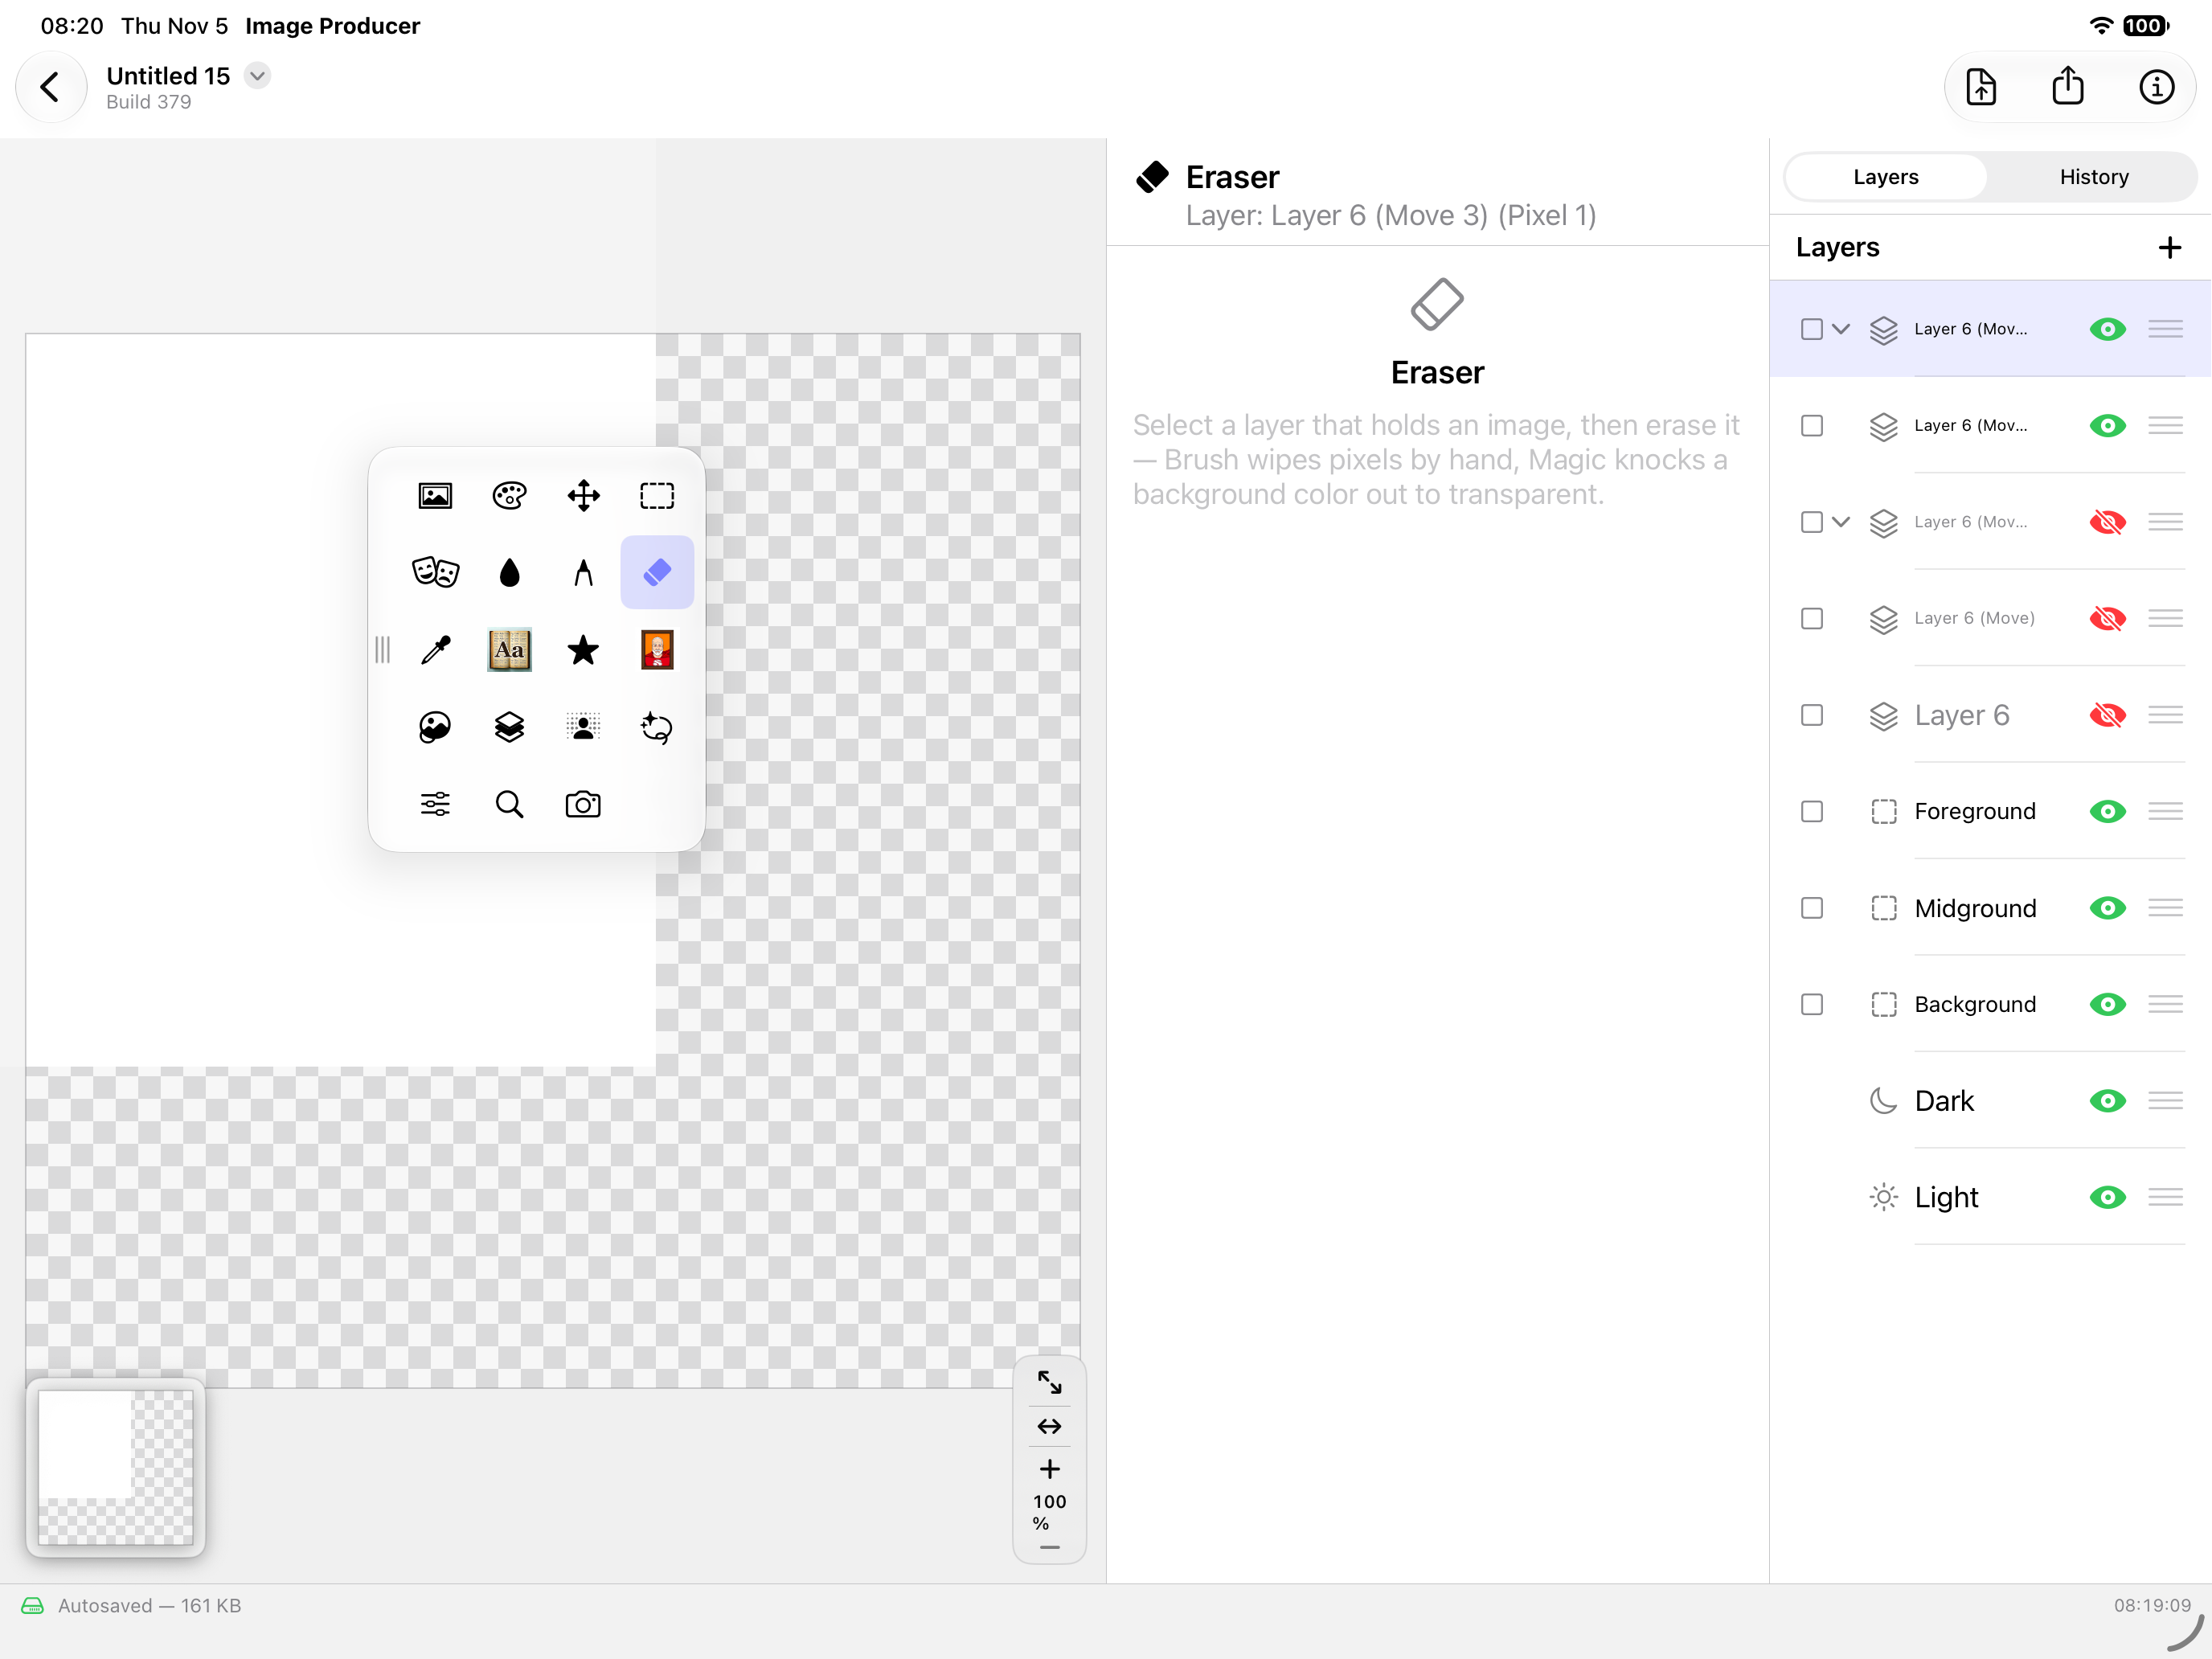 08:20 Thu Nov 5 Image Producer
100
Untitled 15
Build 379
Eraser
Layer: Layer 6 (Move 3) (Pixel 1)
Eraser
Select a layer that holds an image, then erase it
— Brush wipes pixels by hand, Magic knocks a
background color out to transparent.
Aa
100
%
Layers
History
Layers
Layer 6 (Mov...
Layer 6 (Mov...
Layer 6 (Mov...
Layer 6 (Move)
Layer 6
Foreground
Midground
Background
Dark
Light
Autosaved — 161 KB
08:19:09